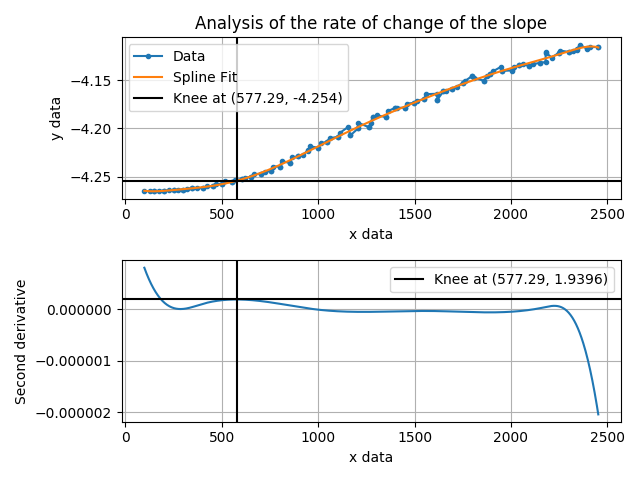 Analysis of the rate of change of the slope
Data
Spline Fit
Knee at (577.29, -4.254)
y data
−4.15
−4.20
−4.25
0 500 1000 1500 2000 2500
x data
Knee at (577.29, 1.9396)
Second derivative
0.000000
−0.000001
−0.000002
0 500 1000 1500 2000 2500
x data